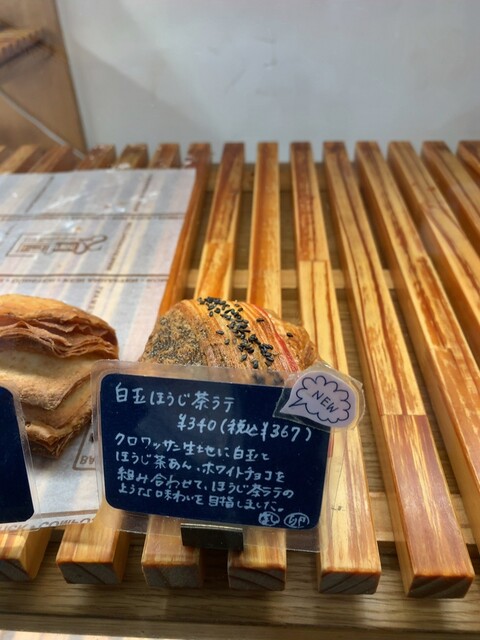 白玉ほうじ茶ラテ
¥340(税込¥367)
NEW
クロワッサン生地に白玉と
ほうじ茶あん、ホワイトチョコを
組み合わせて、ほうじ茶ラテの
ような味わいを目指しました。